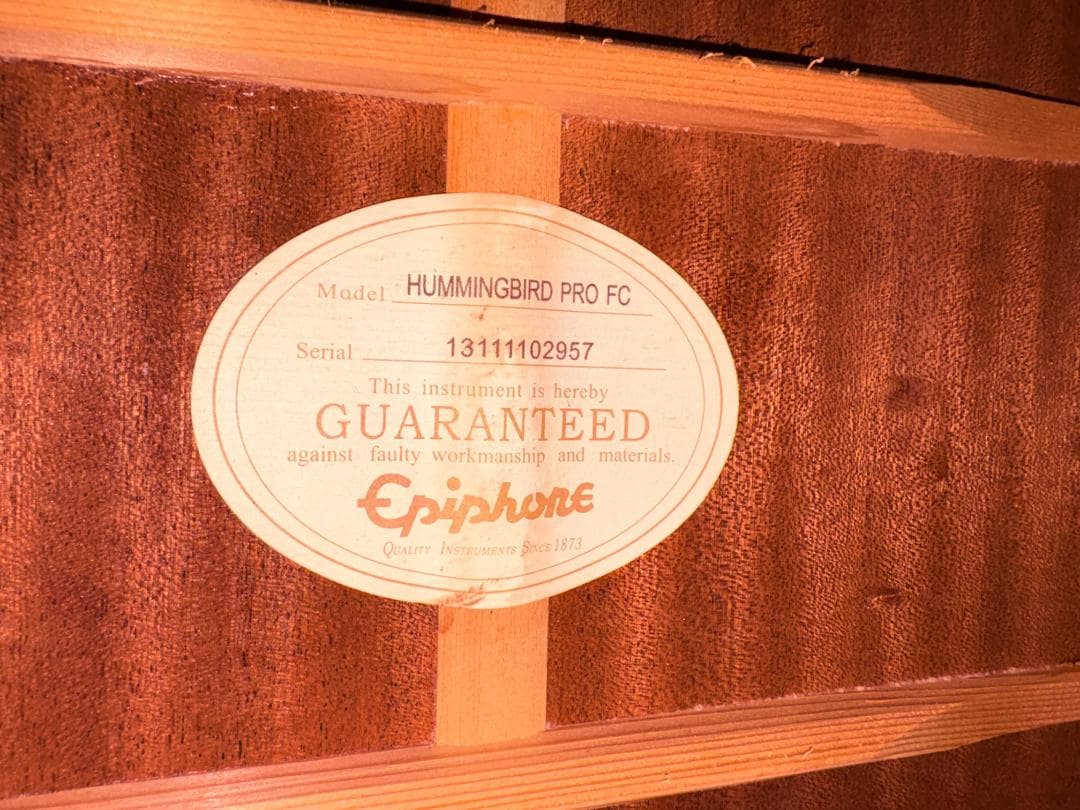 Model HUMMINGBIRD PRO FC
Serial 13111102957
This instrument is hereby
GUARANTEED
against faulty workmanship and materials.
Epiphone
QUALITY INSTRUMENTS SINCE 1873